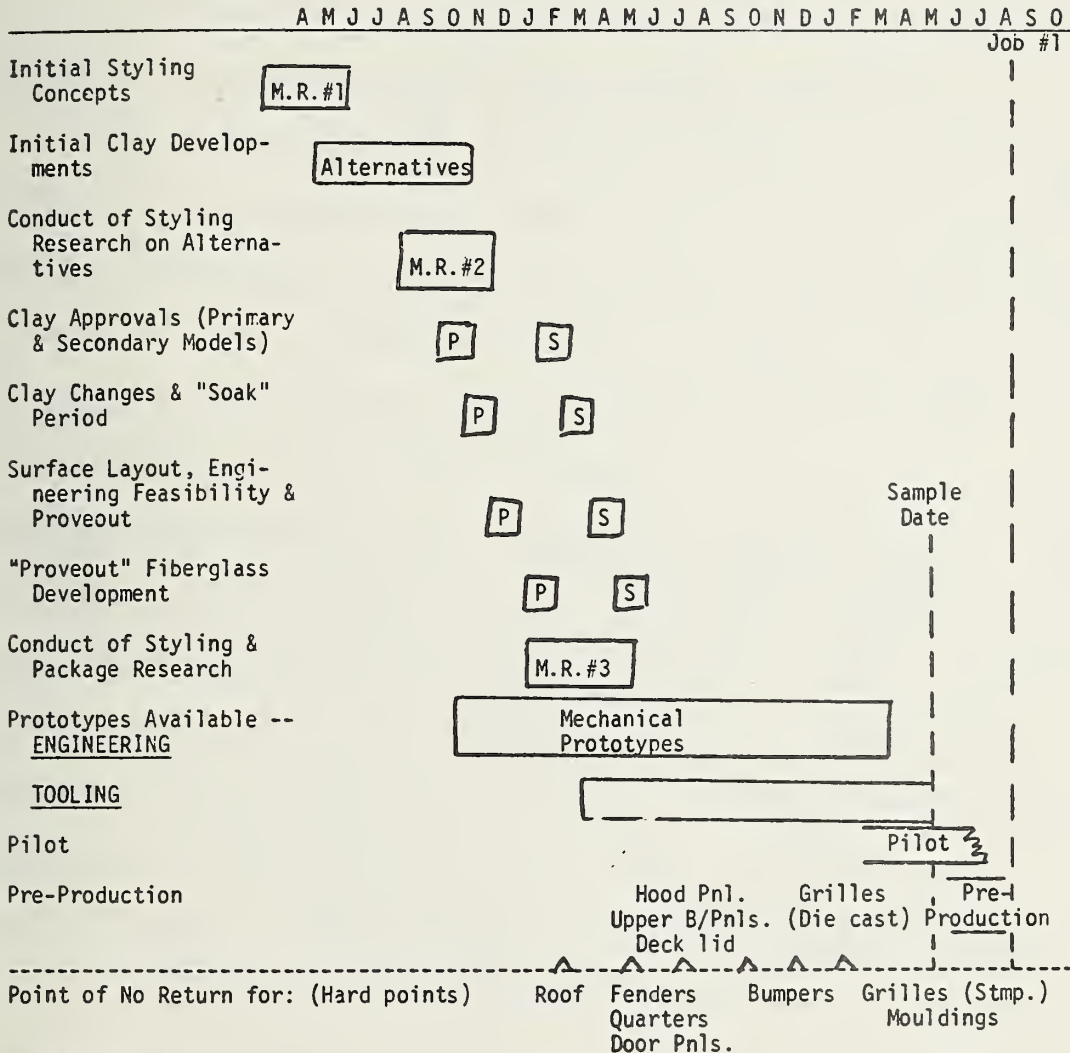 A M J J A S O N D J F M A M J J A S O N D J F M A M J J A S O
Job #1
Initial Styling
Concepts
M.R.#1
Initial Clay Develop-
ments
Alternatives
Conduct of Styling
Research on Alterna-
tives
M.R.#2
Clay Approvals (Primary
& Secondary Models)
P S
Clay Changes & "Soak"
Period
P S
Surface Layout, Engi-
neering Feasibility &
Proveout
P S
Sample
Date
"Proveout" Fiberglass
Development
P S
Conduct of Styling &
Package Research
M.R.#3
Prototypes Available --
ENGINEERING
Mechanical
Prototypes
TOOLING
Pilot
Pilot
Pre-Production
Hood Pnl. Grilles Pre-
Upper B/Pnls. (Die cast) Production
Deck lid
Point of No Return for: (Hard points) Roof Fenders Bumpers Grilles (Stmp.)
Quarters Mouldings
Door Pnls.